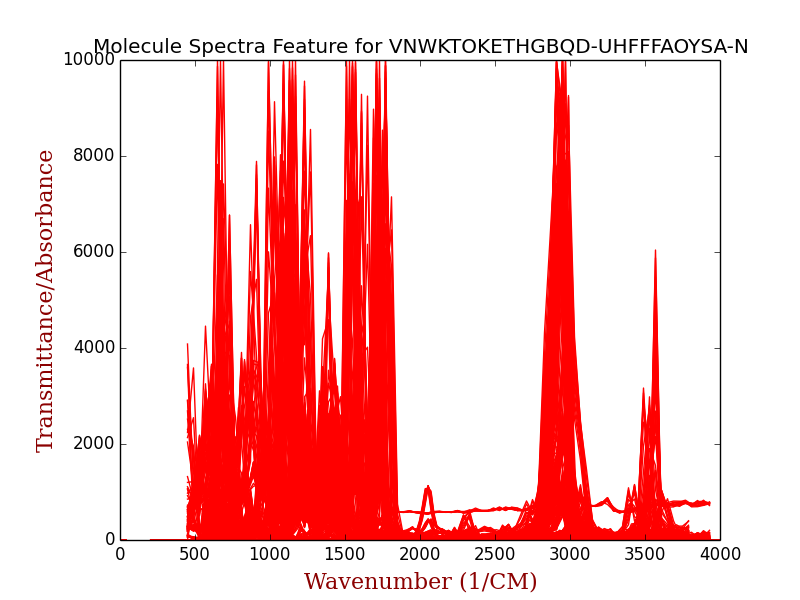 Molecule Spectra Feature for VNWKTOKETHGBQD-UHFFFAOYSA-N
10000
8000
6000
4000
2000
0
Transmittance/Absorbance
0 500 1000 1500 2000 2500 3000 3500 4000
Wavenumber (1/CM)